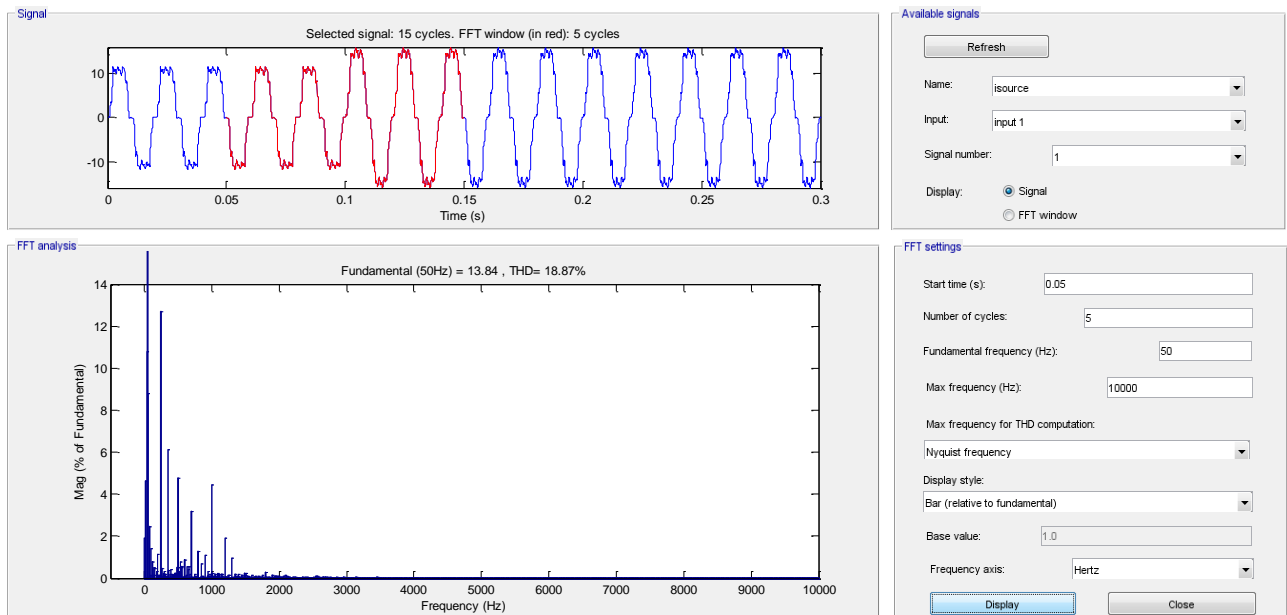 Signal
Selected signal: 15 cycles. FFT window (in red): 5 cycles
10
0
-10
0 0.05 0.1 0.15 0.2 0.25 0.3
Time (s)
Available signals
Refresh
Name: isource
Input: input 1
Signal number: 1
Display: Signal
FFT window
FFT analysis
Fundamental (50Hz) = 13.84 , THD= 18.87%
14
12
10
8
6
4
2
0
Mag (% of Fundamental)
0 1000 2000 3000 4000 5000 6000 7000 8000 9000 10000
Frequency (Hz)
FFT settings
Start time (s): 0.05
Number of cycles: 5
Fundamental frequency (Hz): 50
Max frequency (Hz): 10000
Max frequency for THD computation:
Nyquist frequency
Display style:
Bar (relative to fundamental)
Base value: 1.0
Frequency axis: Hertz
Display Close